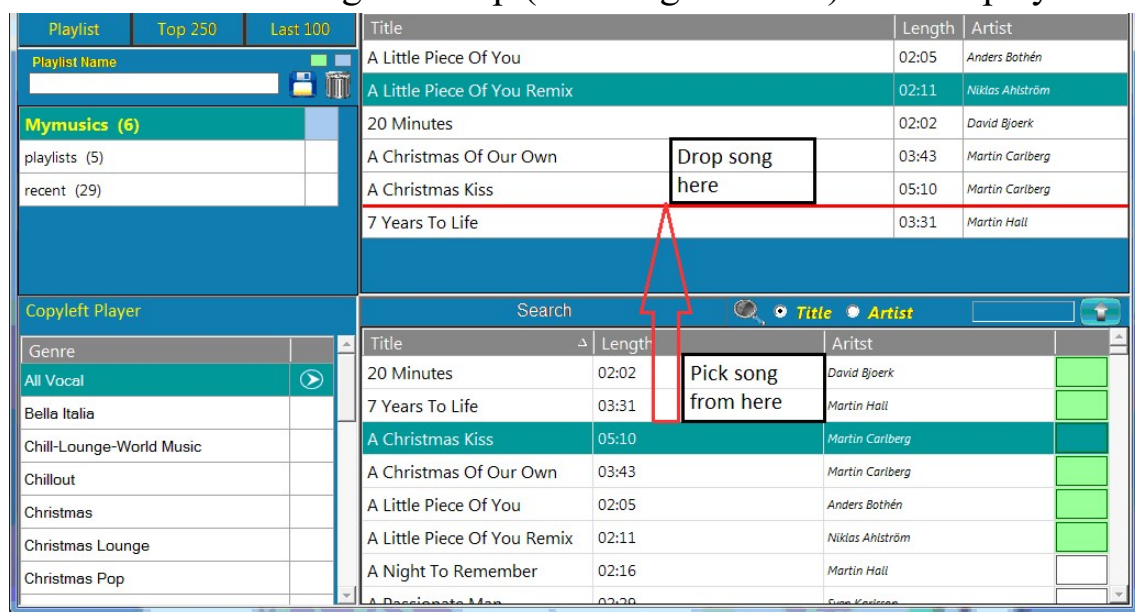 Playlist Top 250 Last 100
Playlist Name
Mymusics (6)
playlists (5)
recent (29)
Title Length Artist
A Little Piece Of You 02:05 Anders Bothén
A Little Piece Of You Remix 02:11 Niklas Ahlström
20 Minutes 02:02 David Bjoerk
A Christmas Of Our Own 03:43 Martin Carlberg
A Christmas Kiss 05:10 Martin Carlberg
7 Years To Life 03:31 Martin Hall
Drop song
here
Copyleft Player
Genre
All Vocal
Bella Italia
Chill-Lounge-World Music
Chillout
Christmas
Christmas Lounge
Christmas Pop
Search Title Artist
Title Length Aritst
20 Minutes 02:02 David Bjoerk
7 Years To Life 03:31 Martin Hall
A Christmas Kiss 05:10 Martin Carlberg
A Christmas Of Our Own 03:43 Martin Carlberg
A Little Piece Of You 02:05 Anders Bothén
A Little Piece Of You Remix 02:11 Niklas Ahlström
A Night To Remember 02:16 Martin Hall
A Passionate Man 02:29
Pick song
from here